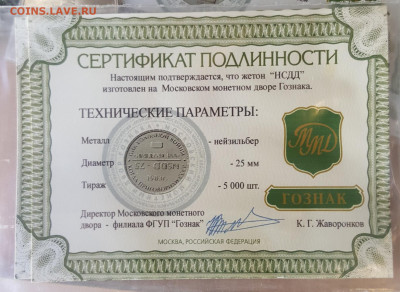 COINS.LAVE.RU
СЕРТИФИКАТ ПОДЛИННОСТИ
Настоящим подтверждается, что жетон "НСДД"
изготовлен на Московском монетном дворе Гознака.
ТЕХНИЧЕСКИЕ ПАРАМЕТРЫ:
Металл - нейзильбер
Диаметр - 25 мм
Тираж - 5 000 шт.
ГОЗНАК
Директор Московского монетного
двора - филиала ФГУП "Гознак" К. Г. Жаворонков
МОСКВА, РОССИЙСКАЯ ФЕДЕРАЦИЯ